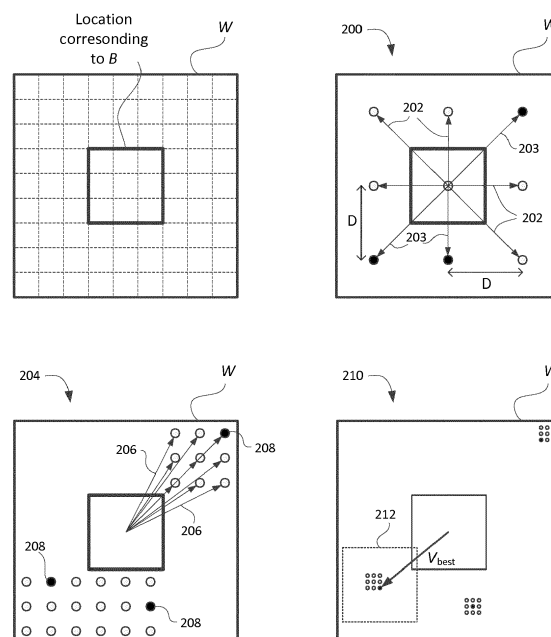 Location
corresonding
to B
W
200
W
202
203
D
202
203
D
204
W
206
208
206
208
208
210
W
212
Vbest